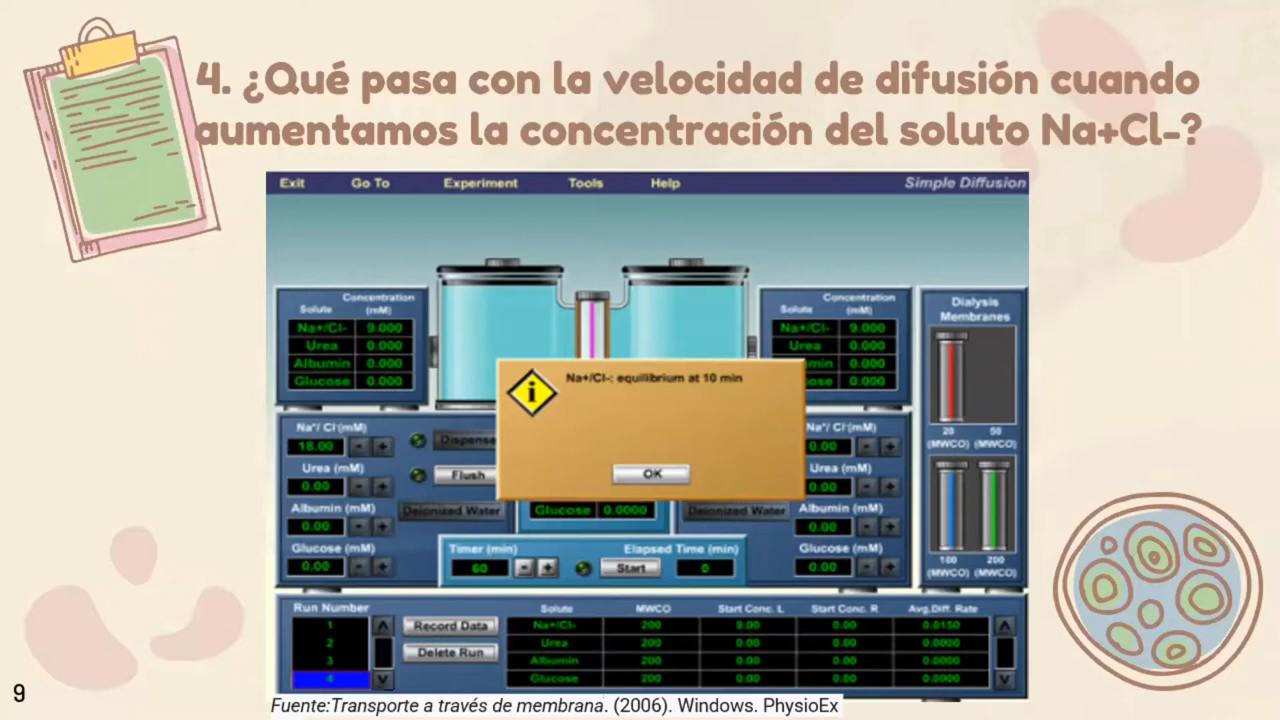 4. ¿Qué pasa con la velocidad de difusión cuando
aumentamos la concentración del soluto Na+Cl-?
Exit Go To Experiment Tools Help Simple Diffusion
Solute Concentration (mM)
Na+/Cl- 9.000
Urea 0.000
Albumin 0.000
Glucose 0.000
Solute Concentration (mM)
Na+/Cl- 9.000
Urea 0.000
min 0.000
ose 0.000
Dialysis
Membranes
20 50
(MWCO) (MWCO)
100 200
(MWCO) (MWCO)
Na+/Cl-: equilibrium at 10 min
OK
Na+/ Cl-(mM)
18.00 - +
Urea (mM)
0.00 - +
Albumin (mM)
0.00 - +
Glucose (mM)
0.00 - +
Dispense
Flush
Deionized Water
Glucose 0.0000
Deionized Water
Na+/ Cl-(mM)
0.00 - +
Urea (mM)
0.00 - +
Albumin (mM)
0.00 - +
Glucose (mM)
0.00 - +
Timer (min) Elapsed Time (min)
60 - + Start 0
Run Number
1
2
3
4
Record Data
Delete Run
Solute MWCO Start Conc. L Start Conc. R Avg.Diff. Rate
Na+/Cl- 200 9.00 0.00 0.0150
Urea 200 0.00 0.00 0.0000
Albumin 200 0.00 0.00 0.0000
Glucose 200 0.00 0.00 0.0000
Fuente:Transporte a través de membrana. (2006). Windows. PhysioEx
9